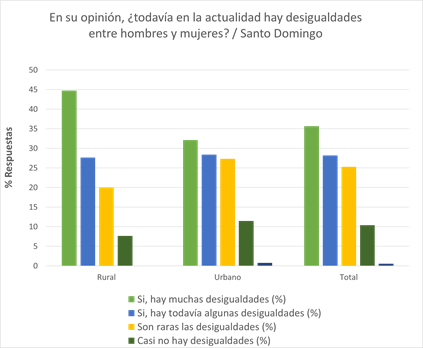 En su opinión, ¿todavía en la actualidad hay desigualdades
entre hombres y mujeres? / Santo Domingo
% Respuestas
50
45
40
35
30
25
20
15
10
5
0
Rural Urbano Total
Si, hay muchas desigualdades (%)
Si, hay todavía algunas desigualdades (%)
Son raras las desigualdades (%)
Casi no hay desigualdades (%)